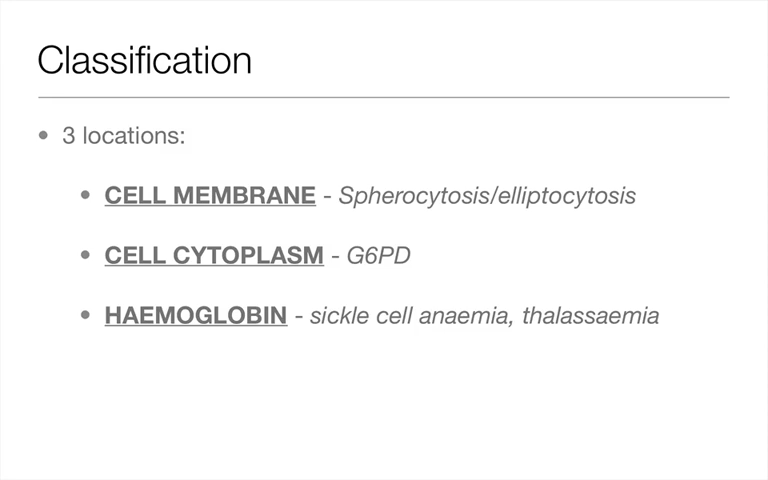 Classification
• 3 locations:
• CELL MEMBRANE - Spherocytosis/elliptocytosis
• CELL CYTOPLASM - G6PD
• HAEMOGLOBIN - sickle cell anaemia, thalassaemia